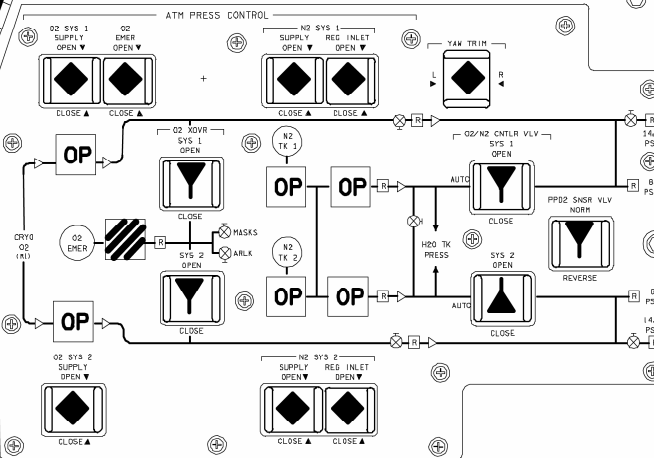 ATM PRESS CONTROL
O2 SYS 1
SUPPLY
OPEN ▼
CLOSE ▲
O2
EMER
OPEN ▼
CLOSE ▲
N2 SYS 1
SUPPLY
OPEN ▼
CLOSE ▲
REG INLET
OPEN ▼
CLOSE ▲
YAW TRIM
L
R
O2 XOVR
SYS 1
OPEN
CLOSE
SYS 2
OPEN
CLOSE
N2
TK 1
N2
TK 2
O2/N2 CNTLR VLV
SYS 1
OPEN
AUTO
CLOSE
SYS 2
OPEN
AUTO
CLOSE
PPO2 SNSR VLV
NORM
REVERSE
OP
OP
OP
OP
OP
OP
CRYO
O2
O2
EMER
R
MASKS
ARLK
H2O TK
PRESS
R
R
R
R
R
R
O2 SYS 2
SUPPLY
OPEN ▼
CLOSE ▲
N2 SYS 2
SUPPLY
OPEN ▼
CLOSE ▲
REG INLET
OPEN ▼
CLOSE ▲